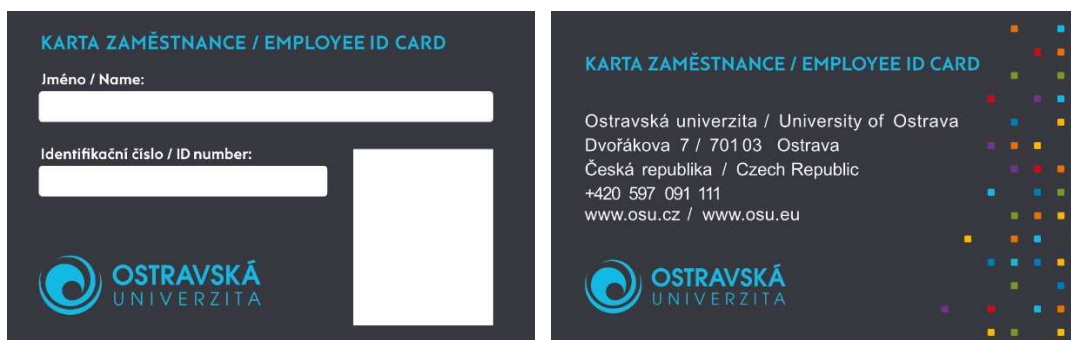 KARTA ZAMĚSTNANCE / EMPLOYEE ID CARD
Jméno / Name:
Identifikační číslo / ID number:
OSTRAVSKÁ
UNIVERZITA
KARTA ZAMĚSTNANCE / EMPLOYEE ID CARD
Ostravská univerzita / University of Ostrava
Dvořákova 7 / 701 03 Ostrava
Česká republika / Czech Republic
+420 597 091 111
www.osu.cz / www.osu.eu
OSTRAVSKÁ
UNIVERZITA